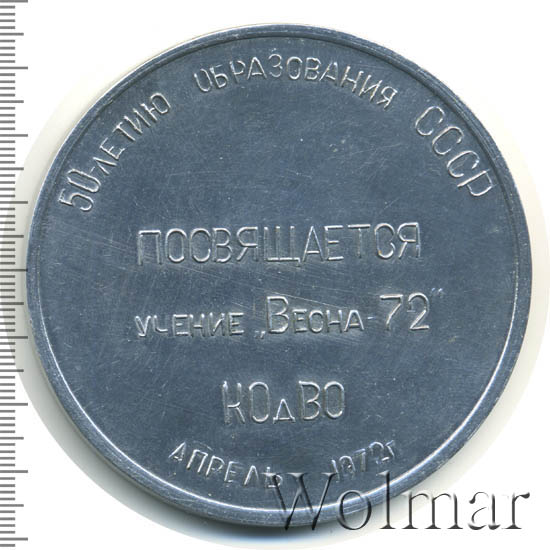 50-ЛЕТИЮ ОБРАЗОВАНИЯ СССР
ПОСВЯЩАЕТСЯ
УЧЕНИЕ „ВЕСНА-72"
КОдВО
АПРЕЛЬ 1972г
Wolmar